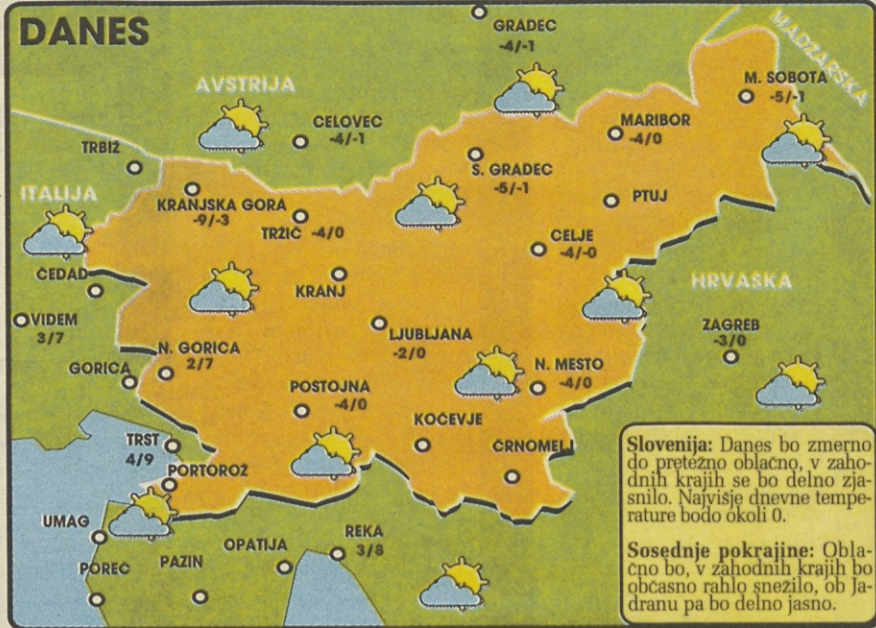 DANES
GRADEC
-4/-1
MADŽARSKA
AVSTRIJA
M. SOBOTA
-5/-1
CELOVEC
-4/-1
MARIBOR
-4/0
TRBIŽ
S. GRADEC
-5/-1
ITALIJA
KRANJSKA GORA
-9/-3
PTUJ
TRŽIČ -4/0
CELJE
-4/-0
ČEDAD
KRANJ
HRVAŠKA
VIDEM
3/7
LJUBLJANA
-2/0
ZAGREB
-3/0
N. GORICA
2/7
GORICA
POSTOJNA
-4/0
N. MESTO
-4/0
KOČEVJE
TRST
4/9
ČRNOMELJ
PORTOROŽ
UMAG
OPATIJA
REKA
3/8
POREČ
PAZIN
Slovenija: Danes bo zmerno
do pretežno oblačno, v zaho-
dnih krajih se bo delno zja-
snilo. Najvišje dnevne tempe-
rature bodo okoli 0.
Sosednje pokrajine: Obla-
čno bo, v zahodnih krajih bo
občasno rahlo snežilo, ob Ja-
dranu pa bo delno jasno.